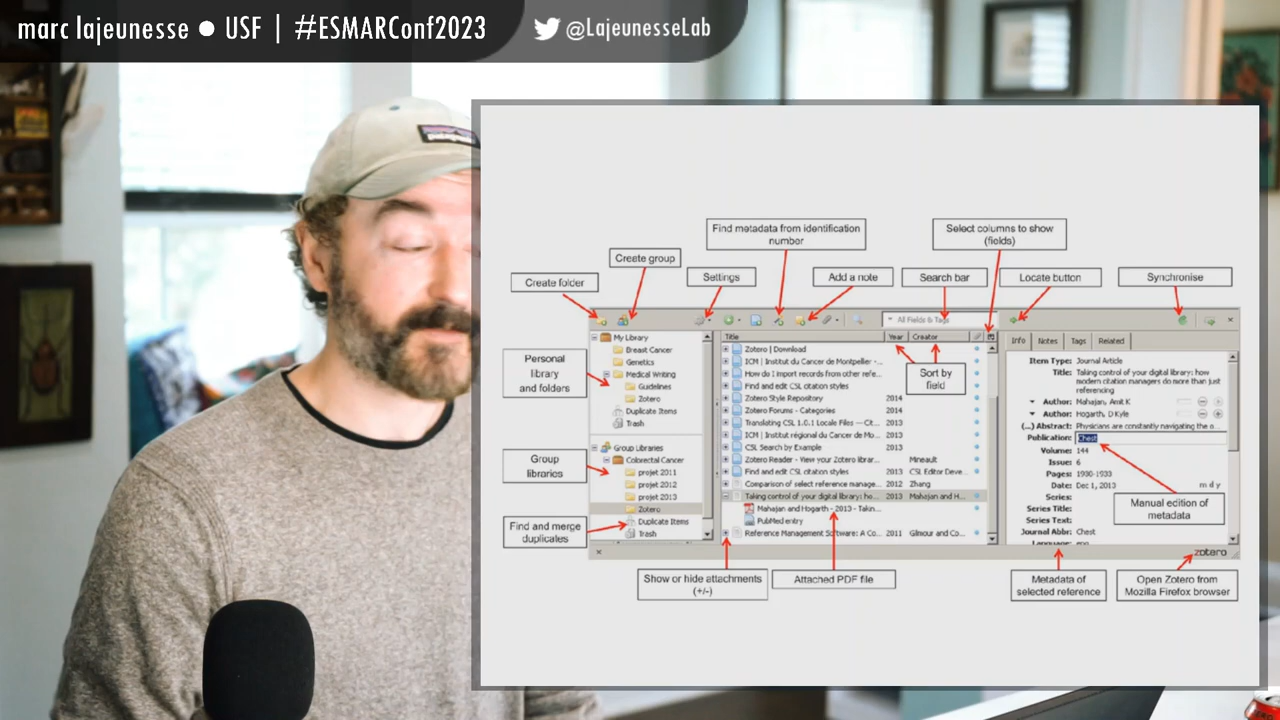 marc lajeunesse ● USF | #ESMARConf2023
@LajeunesseLab
Find metadata from identification
number
Select columns to show
(fields)
Create group
Create folder
Settings
Add a note
Search bar
Locate button
Synchronise
All Fields & Tags
Personal
library
and folders
Group
libraries
Find and merge
duplicates
My Library
Breast Cancer
Genetics
Medical Writing
Guidelines
Zotero
Duplicate Items
Trash
Group Libraries
Colorectal Cancer
projet 2011
projet 2012
projet 2013
Zotero
Duplicate Items
Trash
Title Year Creator
Zotero | Download
ICM | Institut du Cancer de Montpellier -...
How do I import records from other refe...
Find and edit CSL citation styles
Zotero Style Repository 2014
Zotero Forums - Categories 2014
Translating CSL 1.0.1 Locale Files — Cit... 2013
ICM | Institut régional du Cancer de Mo... 2013
CSL Search by Example 2013
Zotero Reader - View your Zotero librar... Mneault
Find and edit CSL citation styles 2013 CSL Editor Deve...
Comparison of select reference manage... 2012 Zhang
Taking control of your digital library: ho... 2013 Mahajan and H...
Mahajan and Hogarth - 2013 - Takin...
PubMed entry
Reference Management Software: A Co... 2011 Gilmour and Co...
Sort by
field
Info Notes Tags Related
Item Type: Journal Article
Title: Taking control of your digital library: how
modern citation managers do more than just
referencing
Author: Mahajan, Amit K
Author: Hogarth, D Kyle
(...) Abstract: Physicians are constantly navigating the o...
Publication: Chest
Volume: 144
Issue: 6
Pages: 1930-1933
Date: Dec 1, 2013 m d y
Series:
Series Title:
Series Text:
Journal Abbr: Chest
Language: eng
Manual edition of
metadata
zotero
Show or hide attachments
(+/-)
Attached PDF file
Metadata of
selected reference
Open Zotero from
Mozilla Firefox browser